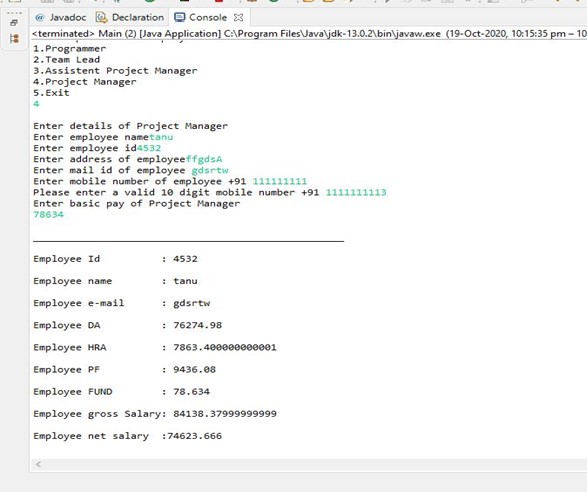 Javadoc Declaration Console
<terminated> Main (2) [Java Application] C:\Program Files\Java\jdk-13.0.2\bin\javaw.exe (19-Oct-2020, 10:15:35 pm – 10
1.Programmer
2.Team Lead
3.Assistent Project Manager
4.Project Manager
5.Exit
4
Enter details of Project Manager
Enter employee nametanu
Enter employee id4532
Enter address of employeeffgdsA
Enter mail id of employee gdsrtw
Enter mobile number of employee +91 111111111
Please enter a valid 10 digit mobile number +91 1111111113
Enter basic pay of Project Manager
78634
Employee Id : 4532
Employee name : tanu
Employee e-mail : gdsrtw
Employee DA : 76274.98
Employee HRA : 7863.400000000001
Employee PF : 9436.08
Employee FUND : 78.634
Employee gross Salary: 84138.37999999999
Employee net salary :74623.666